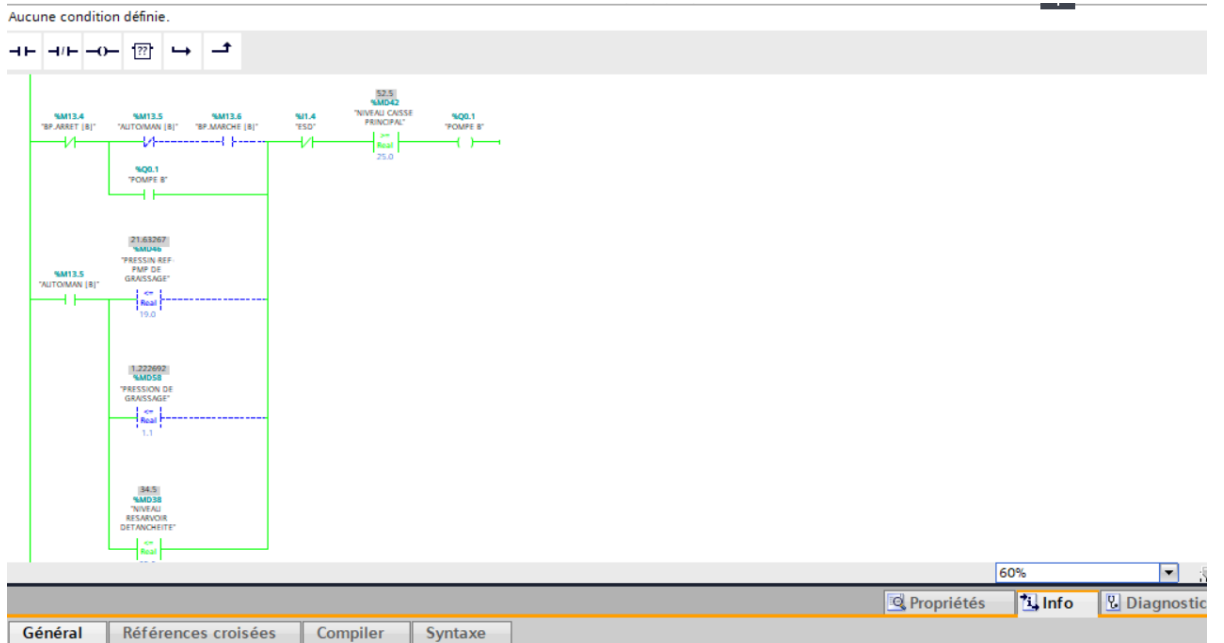 Aucune condition définie.
??
%M13.4
"BP.ARRET [B]"
%M13.5
"AUTO/MAN [B]"
%M13.6
"BP.MARCHE [B]"
%I1.4
"ESD"
52.5
%MD42
"NIVEAU CAISSE
PRINCIPAL"
>=
Real
25.0
%Q0.1
"POMPE B"
%Q0.1
"POMPE B"
%M13.5
"AUTO/MAN [B]"
21.63267
%MD46
"PRESSIN-REF-
PMP DE
GRAISSAGE"
<=
Real
19.0
1.222692
%MD58
"PRESSION DE
GRAISSAGE"
<=
Real
1.1
34.5
%MD38
"NIVEAU
RESARVOIR
DETANCHEITE"
<=
Real
60%
Propriétés
Info
Diagnostic
Général
Références croisées
Compiler
Syntaxe